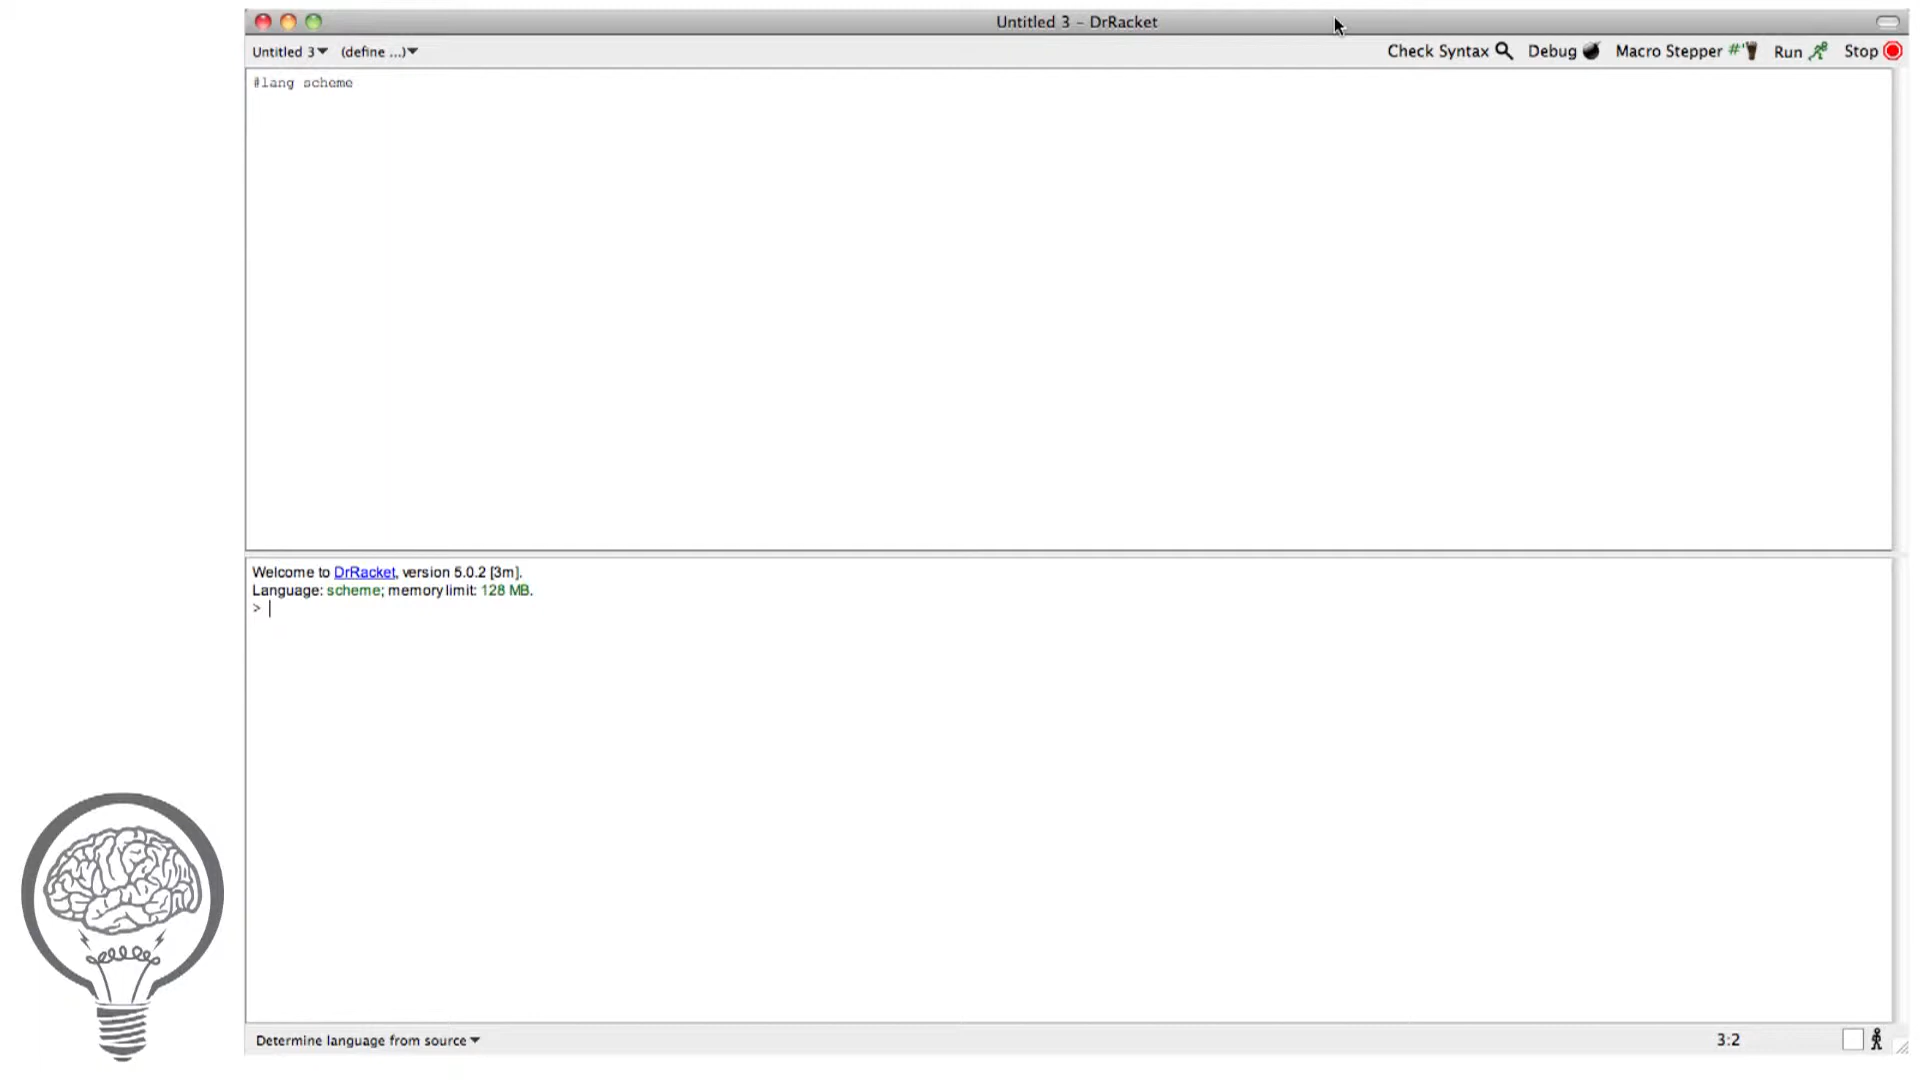 Untitled 3 - DrRacket
Untitled 3 (define ...) Check Syntax Debug Macro Stepper #' Run Stop
#lang scheme
Welcome to DrRacket, version 5.0.2 [3m].
Language: scheme; memory limit: 128 MB.
>
Determine language from source 3:2